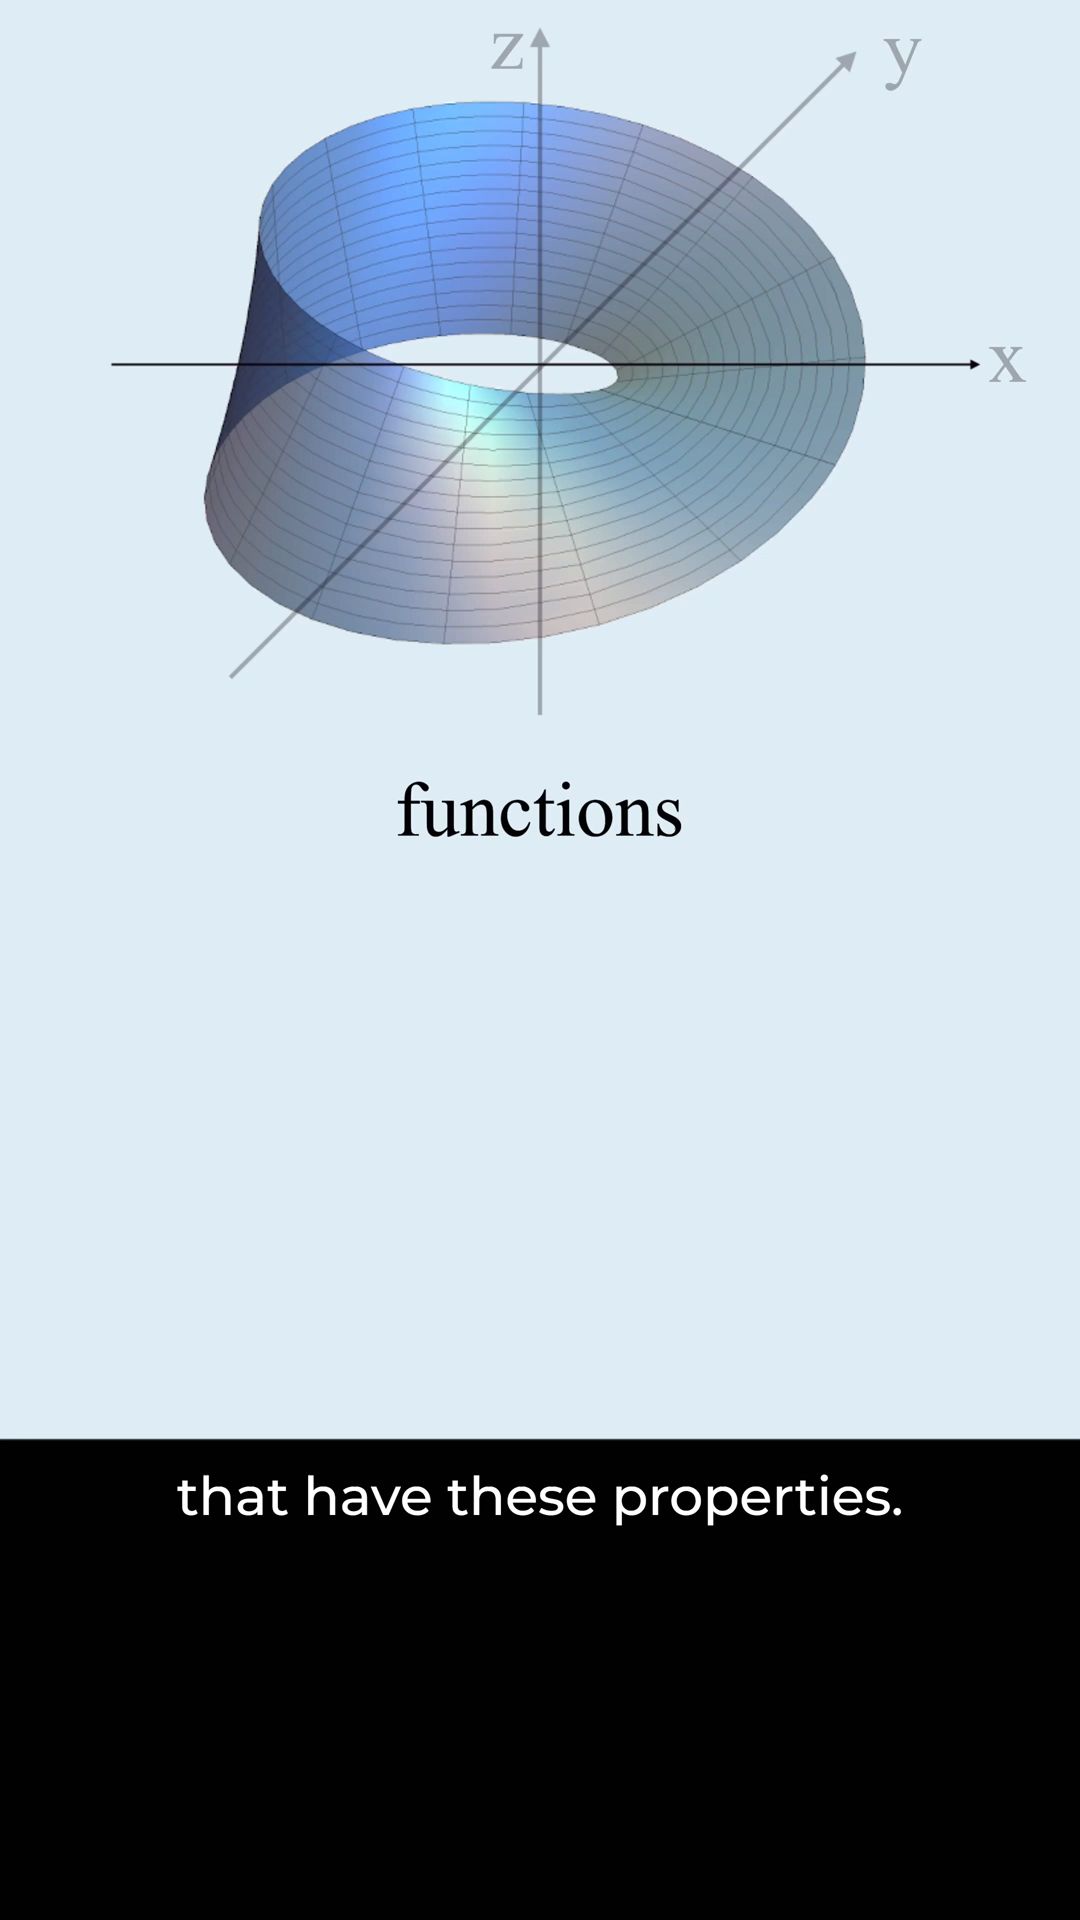 z
y
x
functions
that have these properties.